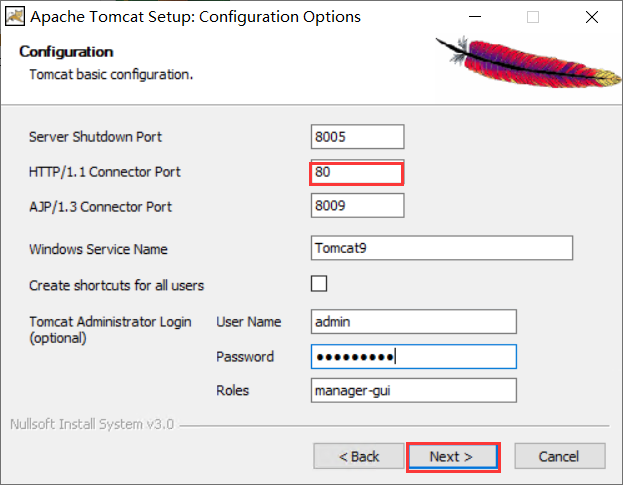 Apache Tomcat Setup: Configuration Options
Configuration
Tomcat basic configuration.
Server Shutdown Port 8005
HTTP/1.1 Connector Port 80
AJP/1.3 Connector Port 8009
Windows Service Name Tomcat9
Create shortcuts for all users
Tomcat Administrator Login (optional) User Name admin
Password ●●●●●●●●●
Roles manager-gui
Nullsoft Install System v3.0
< Back Next > Cancel